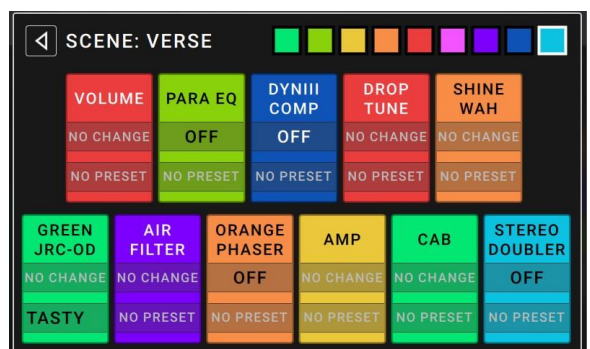 SCENE: VERSE
VOLUME
NO CHANGE
NO PRESET
PARA EQ
OFF
NO PRESET
DYNIII
COMP
OFF
NO PRESET
DROP
TUNE
NO CHANGE
NO PRESET
SHINE
WAH
NO CHANGE
NO PRESET
GREEN
JRC-OD
NO CHANGE
TASTY
AIR
FILTER
NO CHANGE
NO PRESET
ORANGE
PHASER
OFF
NO PRESET
AMP
NO CHANGE
NO PRESET
CAB
NO CHANGE
NO PRESET
STEREO
DOUBLER
OFF
NO PRESET